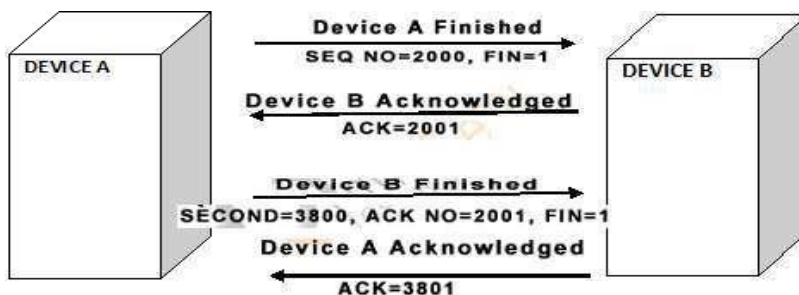 Device A Finished
DEVICE A
SEQ NO=2000, FIN=1
DEVICE B
Device B Acknowledged
ACK=2001
Device B Finished
SECOND=3800, ACK NO=2001, FIN=1
Device A Acknowledged
ACK=3801